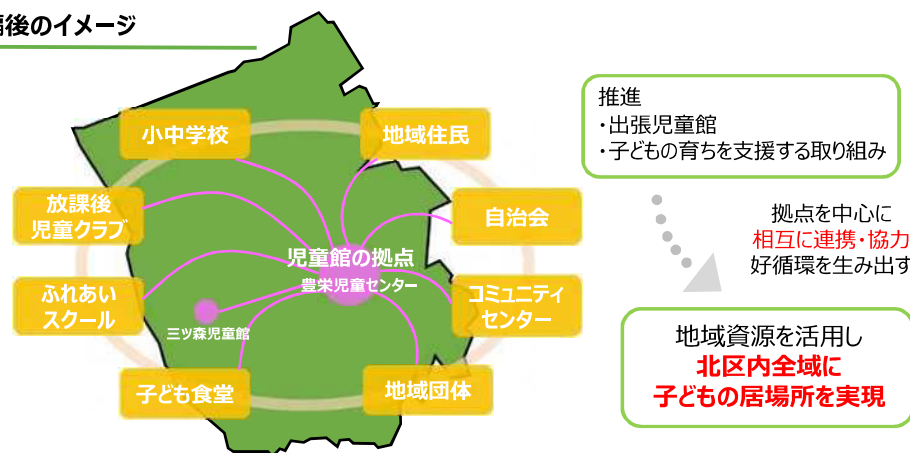 後のイメージ
小中学校
地域住民
放課後
児童クラブ
自治会
児童館の拠点
豊栄児童センター
ふれあい
スクール
コミュニティ
センター
三ツ森児童館
子ども食堂
地域団体
推進
・出張児童館
・子どもの育ちを支援する取り組み
拠点を中心に
相互に連携・協力
好循環を生み出す
地域資源を活用し
北区内全域に
子どもの居場所を実現